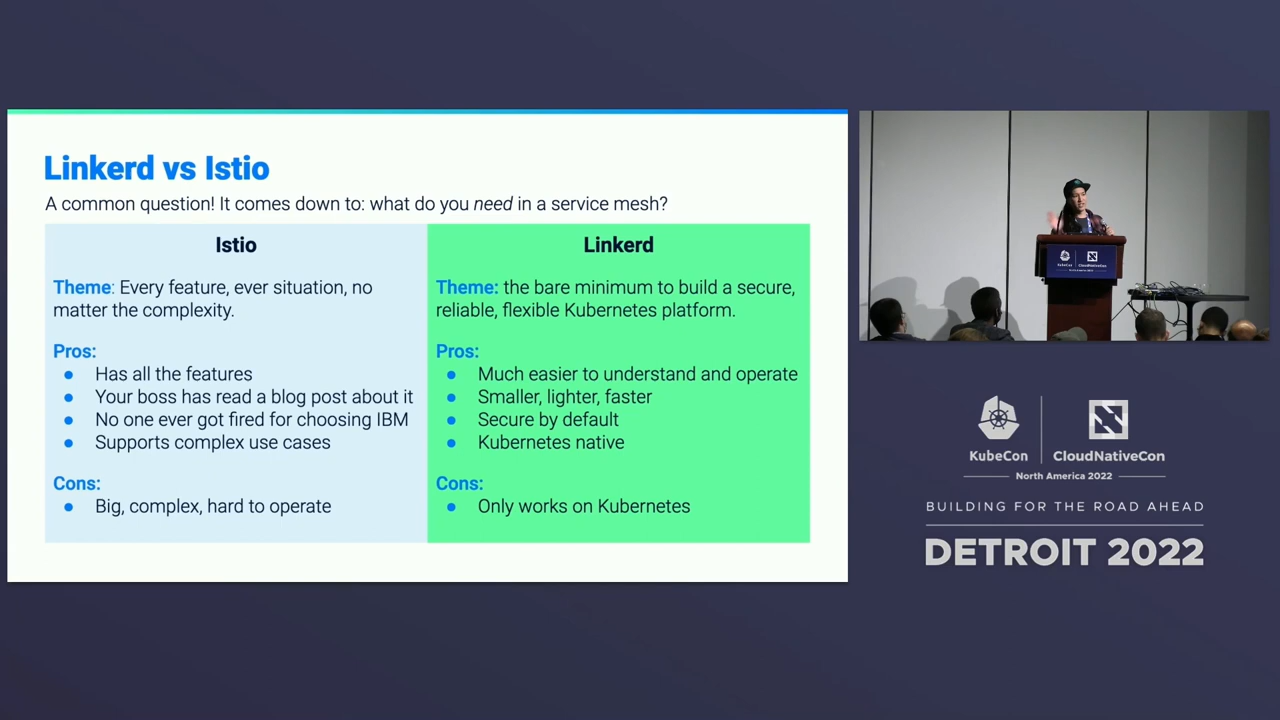 Linkerd vs Istio
A common question! It comes down to: what do you need in a service mesh?
Istio
Theme: Every feature, ever situation, no
matter the complexity.
Pros:
● Has all the features
● Your boss has read a blog post about it
● No one ever got fired for choosing IBM
● Supports complex use cases
Cons:
● Big, complex, hard to operate
Linkerd
Theme: the bare minimum to build a secure,
reliable, flexible Kubernetes platform.
Pros:
● Much easier to understand and operate
● Smaller, lighter, faster
● Secure by default
● Kubernetes native
Cons:
● Only works on Kubernetes
KubeCon
CloudNativeCon
KubeCon CloudNativeCon
North America 2022
BUILDING FOR THE ROAD AHEAD
DETROIT 2022